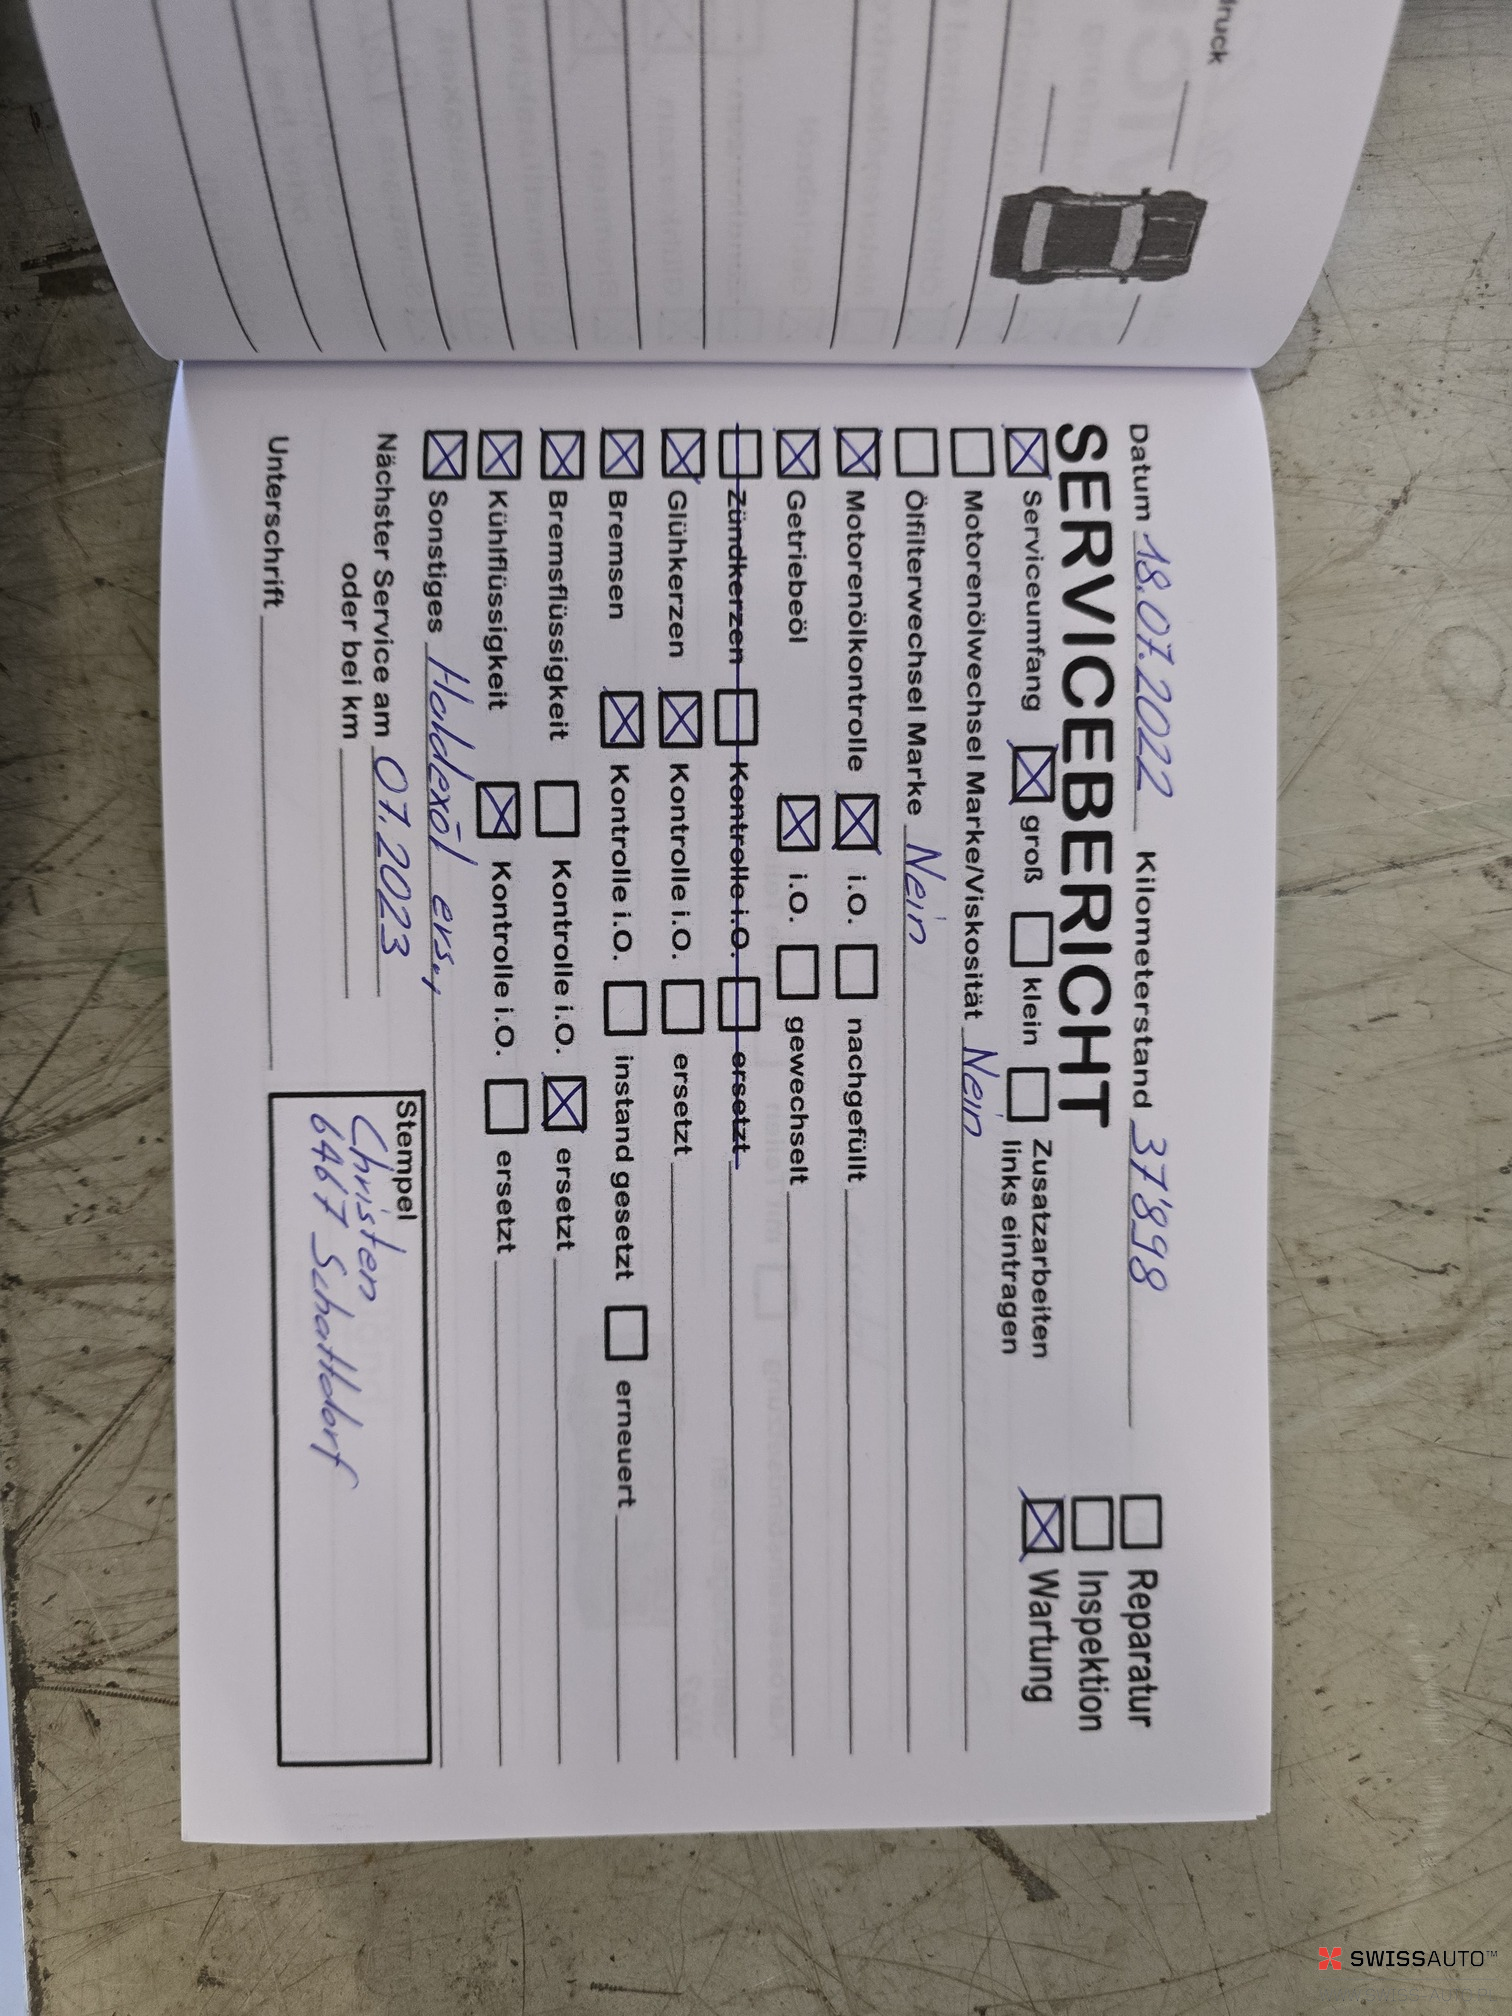 druck
Datum 18.07.2022 Kilometerstand 37'898
SERVICEBERICHT
Reparatur
Inspektion
Wartung
Serviceumfang groß klein Zusatzarbeiten
links eintragen
Motorenölwechsel Marke/Viskosität Nein
Ölfilterwechsel Marke Nein
Motorenölkontrolle i.O. nachgefüllt
Getriebeöl i.O. gewechselt
Zündkerzen Kontrolle i.O. ersetzt
Glühkerzen Kontrolle i.O. ersetzt
Bremsen Kontrolle i.O. instand gesetzt erneuert
Bremsflüssigkeit Kontrolle i.O. ersetzt
Kühlflüssigkeit Kontrolle i.O. ersetzt
Sonstiges Haldexöl ers.
Nächster Service am 07.2023
oder bei km
Unterschrift
Stempel
Christen
6467 Schattdorf
SWISSAUTO™